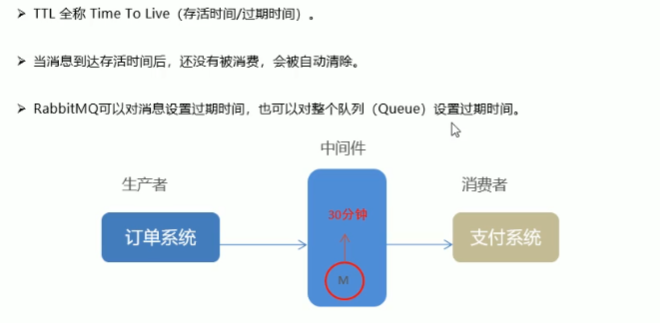 TTL 全称 Time To Live（存活时间/过期时间）。
当消息到达存活时间后，还没有被消费，会被自动清除。
RabbitMQ可以对消息设置过期时间，也可以对整个队列（Queue）设置过期时间。
中间件
生产者
消费者
30分钟
订单系统
支付系统
M